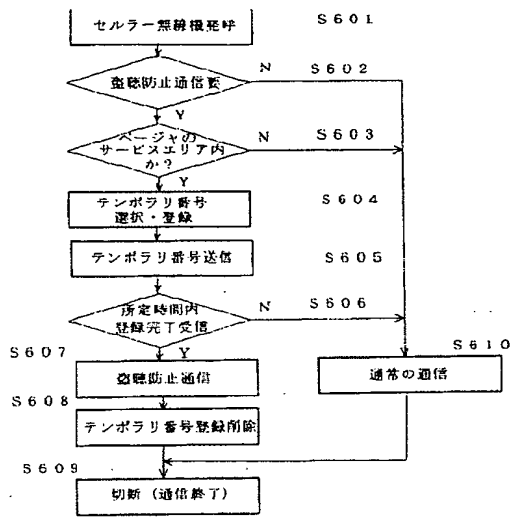 セルラー無線機発呼
S601
盗聴防止通信要
N
S602
Y
ページャの
サービスエリア内
か?
N
S603
Y
テンポラリ番号
選択・登録
S604
テンポラリ番号送信
S605
所定時間内
登録完了受信
N
S606
Y
S607
盗聴防止通信
通常の通信
S610
S608
テンポラリ番号登録削除
S609
切断(通信終了)